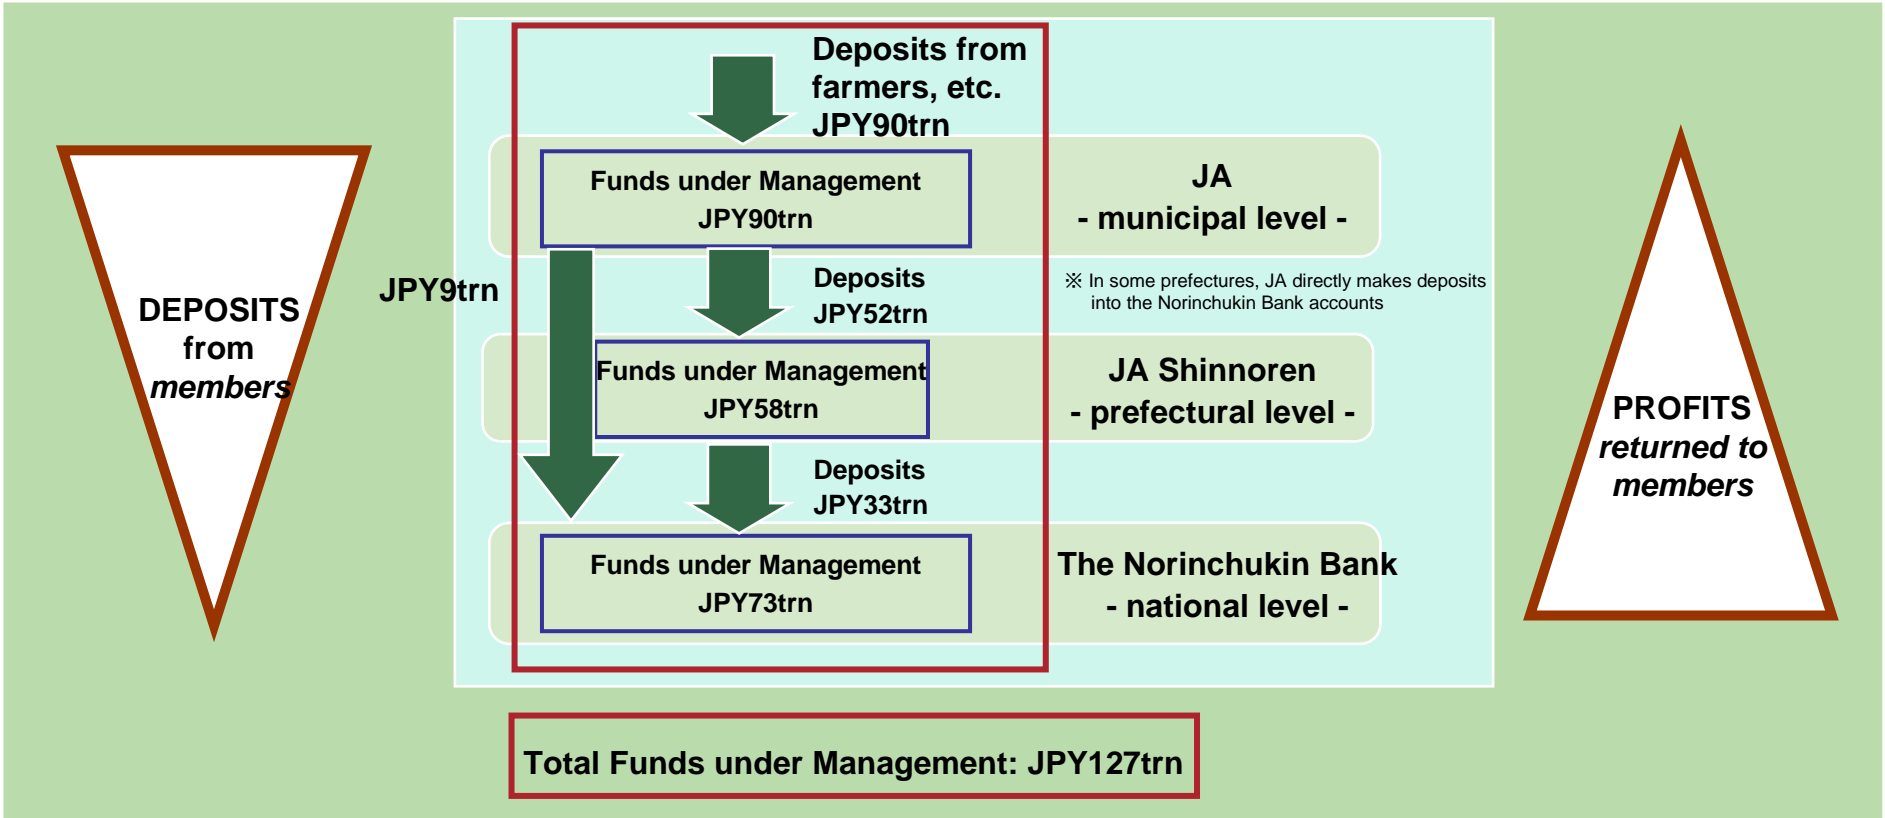 Deposits from
farmers, etc.
JPY90trn
Funds under Management
JPY90trn
JA
- municipal level -
JPY9trn
Deposits
JPY52trn
※ In some prefectures, JA directly makes deposits
into the Norinchukin Bank accounts
DEPOSITS
from
members
Funds under Management
JPY58trn
JA Shinnoren
- prefectural level -
PROFITS
returned to
members
Deposits
JPY33trn
Funds under Management
JPY73trn
The Norinchukin Bank
- national level -
Total Funds under Management: JPY127trn